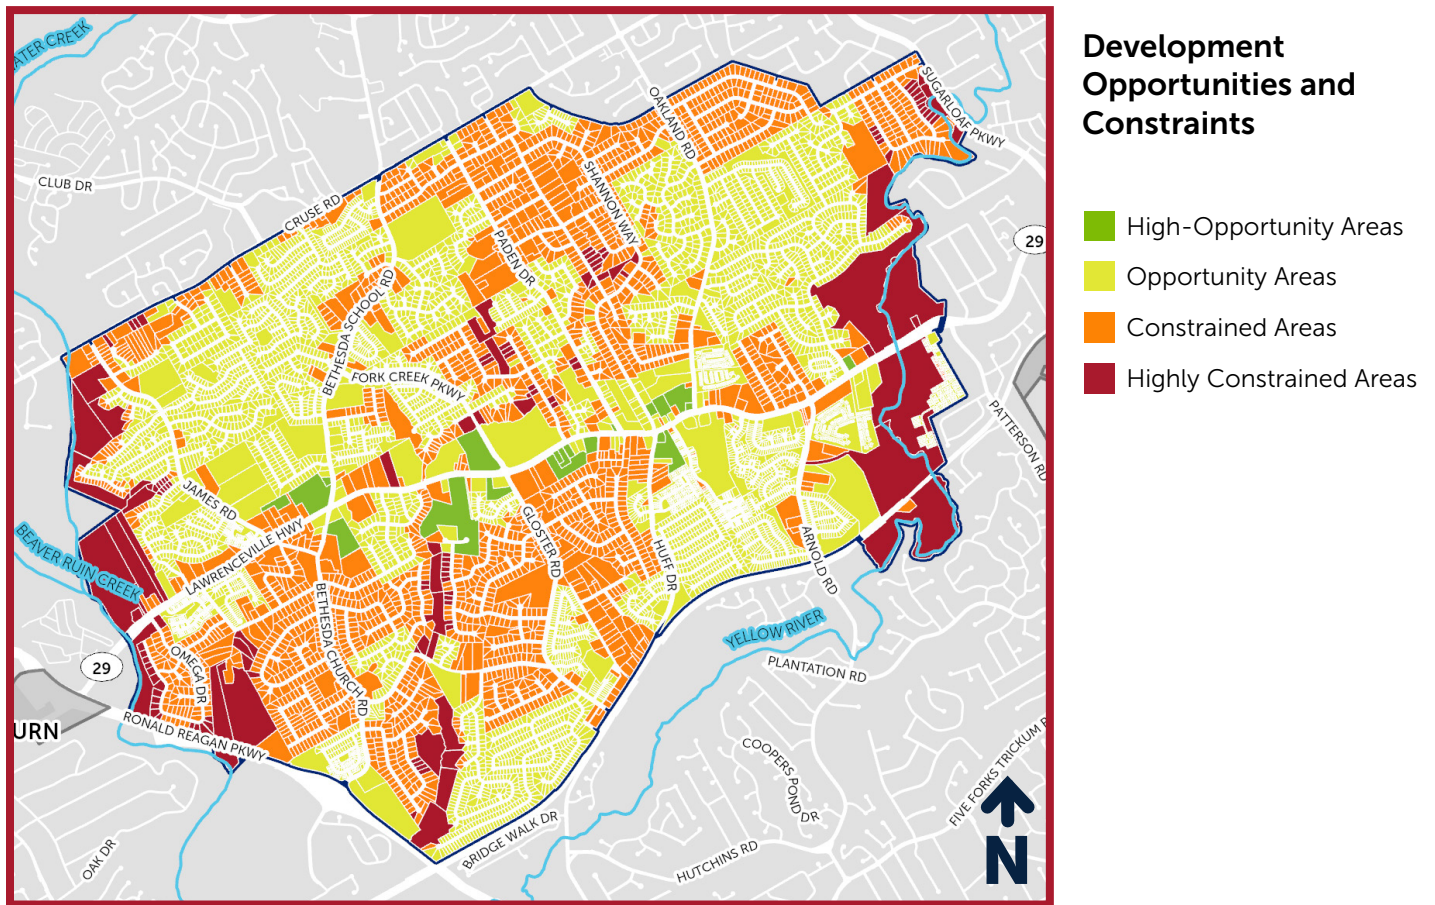 Development
Opportunities and
Constraints
High-Opportunity Areas
Opportunity Areas
Constrained Areas
Highly Constrained Areas
ATER CREEK
SUGARLOAF PKWY
OAKLAND RD
CLUB DR
CRUSE RD
SHANNON WAY
29
PADEN DR
BETHESDA SCHOOL RD
FORK CREEK PKWY
PATTERSON RD
JAMES RD
LAWRENCEVILLE HWY
GLOSTER RD
HUFF DR
ARNOLD RD
BEAVER RUIN CREEK
BETHESDA CHURCH RD
YELLOW RIVER
OMEGA DR
29
PLANTATION RD
URN
RONALD REAGAN PKWY
COOPERS POND DR
FIVE FORKS TRICKUM R
BRIDGE WALK DR
OAK DR
HUTCHINS RD
N